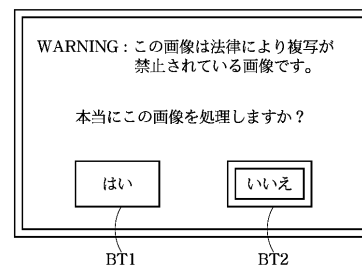 WARNING：この画像は法律により複写が
禁止されている画像です。
本当にこの画像を処理しますか？
はい　いいえ
BT1　BT2